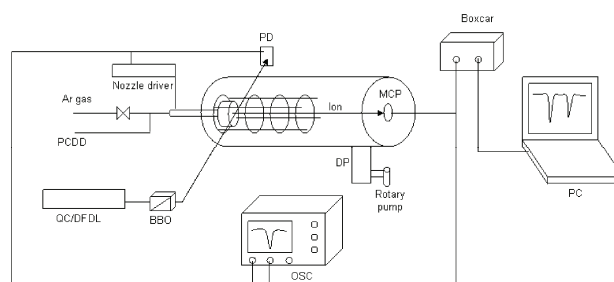 PD
Boxcar
Nozzle driver
Ar gas
Ion
MCP
PCDD
DP
Rotary
pump
PC
QC/DFDL
BBO
OSC